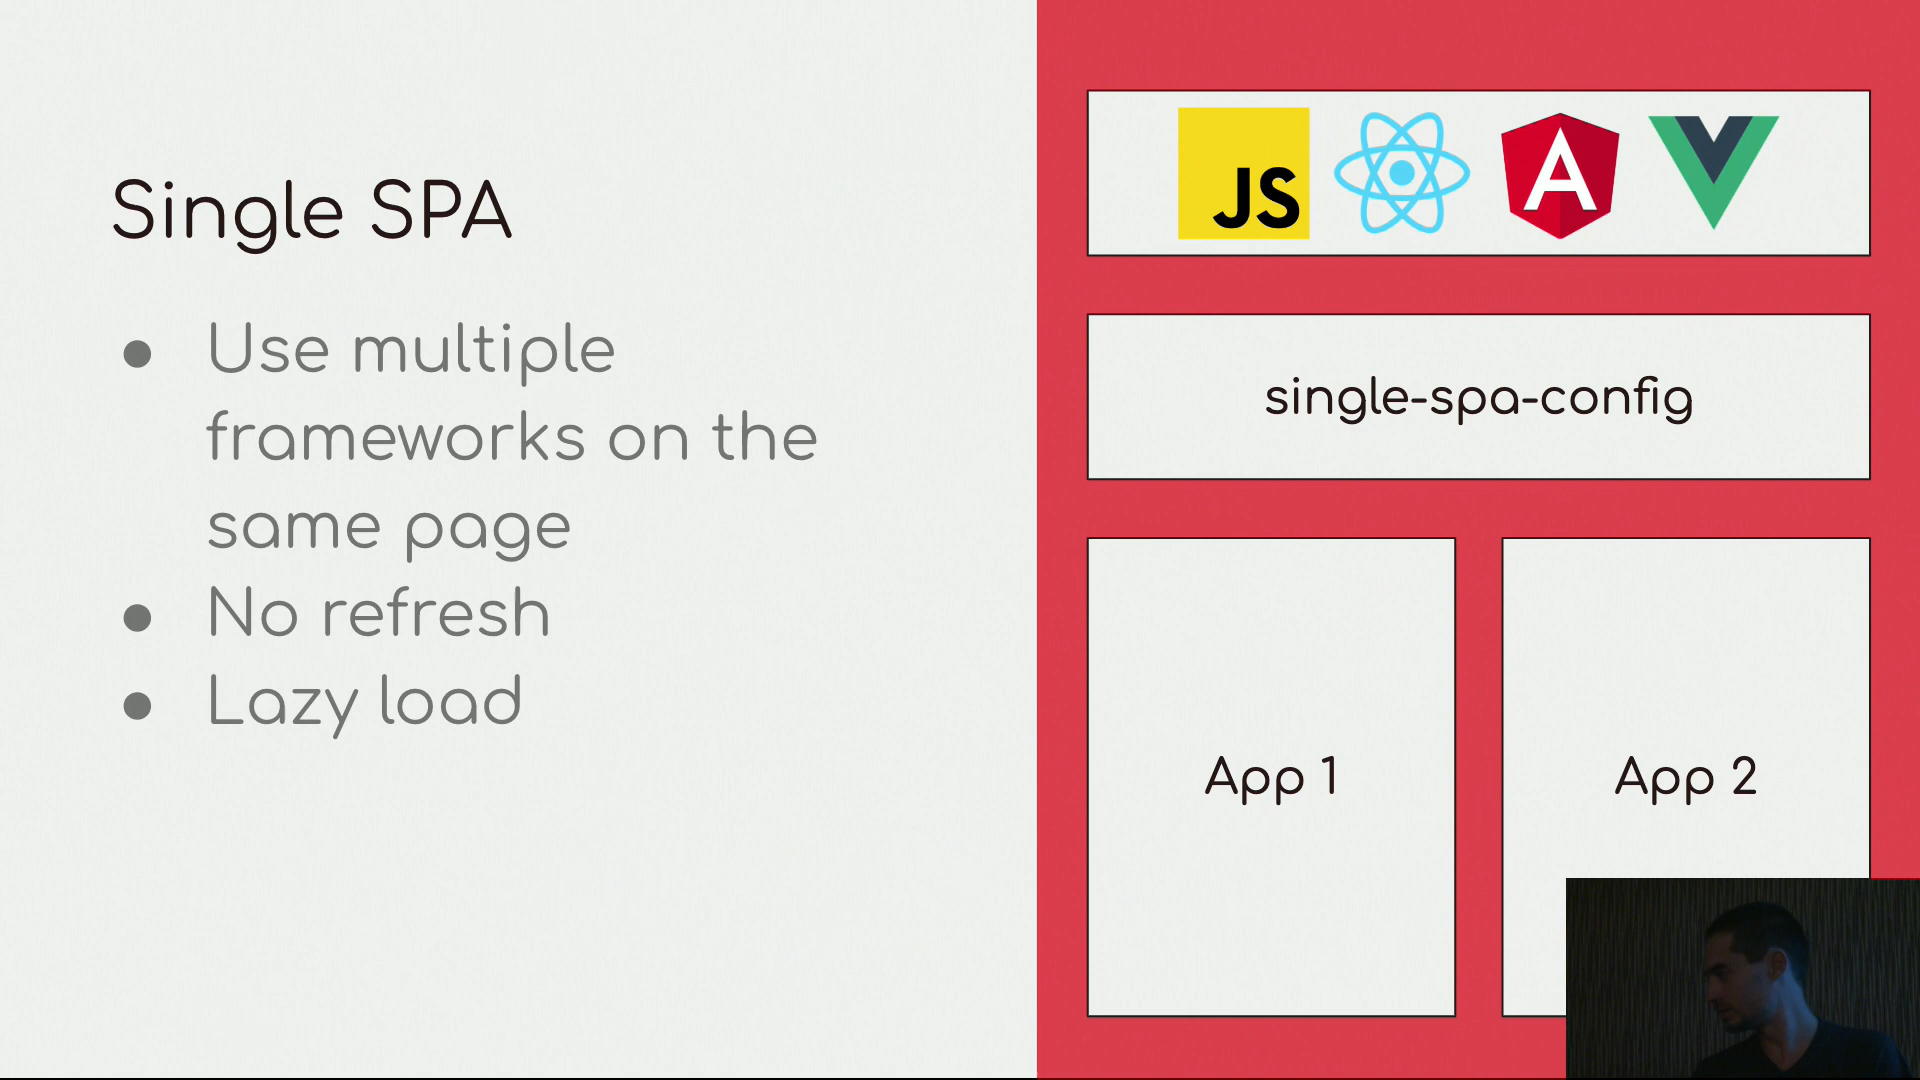 Single SPA
● Use multiple
frameworks on the
same page
● No refresh
● Lazy load
JS
single-spa-config
App 1
App 2